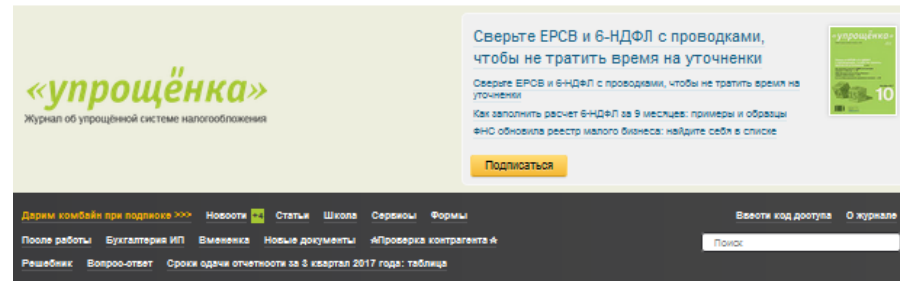 «упрощёнка»
Журнал об упрощённой системе налогообложения
Сверьте ЕРСВ и 6-НДФЛ с проводками,
чтобы не тратить время на уточненки
Сверьте ЕРСВ и 6-НДФЛ с проводками, чтобы не тратить время на
уточненки
Как заполнить расчет 6-НДФЛ за 9 месяцев: примеры и образцы
ФНС обновила реестр малого бизнеса: найдите себя в списке
Подписаться
«упрощёнка»
10
Дарим комбайн при подписке >>> Новости +4 Статьи Школа Сервисы Формы
Ввести код доступа О журнале
После работы Бухгалтерия ИП Вмененка Новые документы ☆Проверка контрагента☆
Поиск
Решебник Вопрос-ответ Сроки сдачи отчетности за 3 квартал 2017 года: таблица